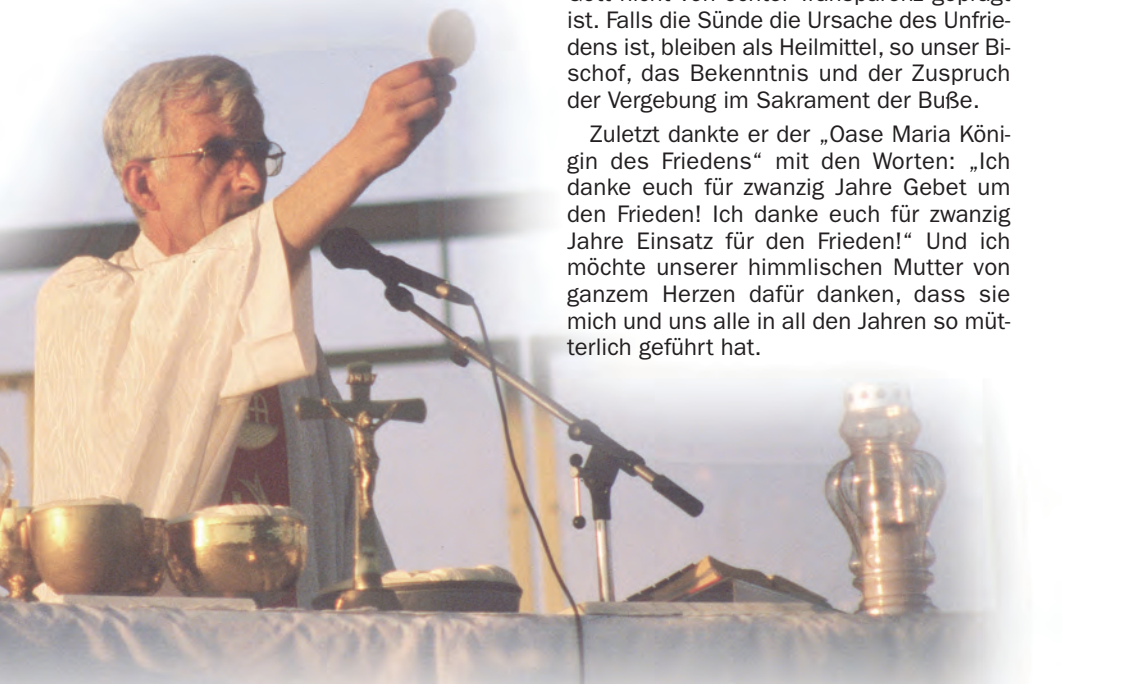 Gott nicht von echter Transparenz geprägt
ist. Falls die Sünde die Ursache des Unfrie-
dens ist, bleiben als Heilmittel, so unser Bi-
schof, das Bekenntnis und der Zuspruch
der Vergebung im Sakrament der Buße.
Zuletzt dankte er der „Oase Maria Köni-
gin des Friedens“ mit den Worten: „Ich
danke euch für zwanzig Jahre Gebet um
den Frieden! Ich danke euch für zwanzig
Jahre Einsatz für den Frieden!“ Und ich
möchte unserer himmlischen Mutter von
ganzem Herzen dafür danken, dass sie
mich und uns alle in all den Jahren so müt-
terlich geführt hat.